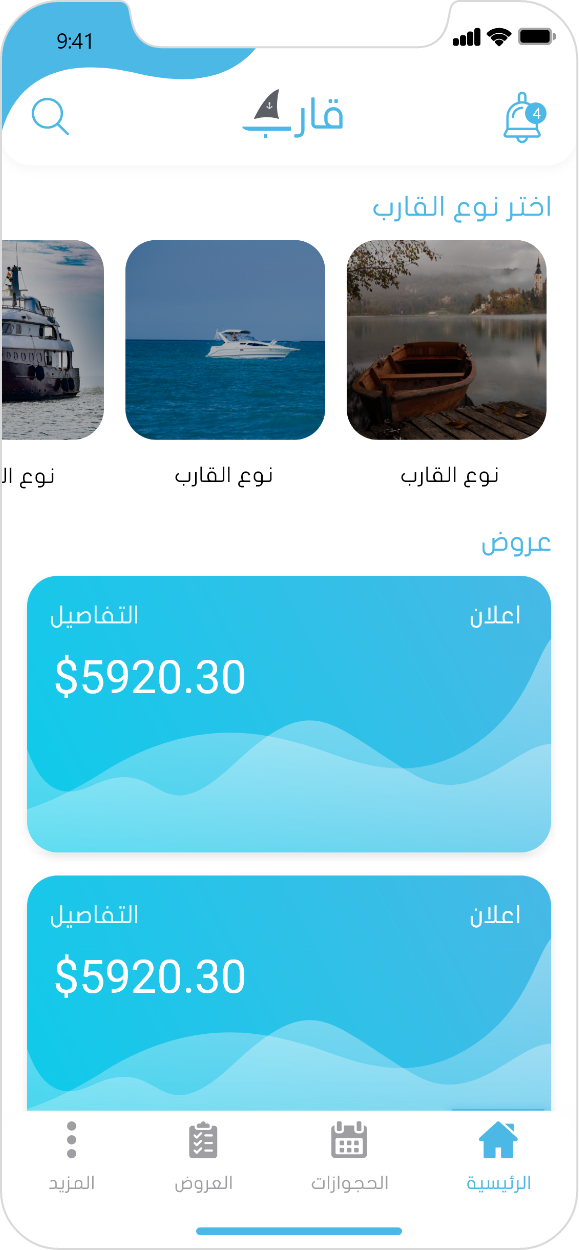 9:41
4
قارب
اختر نوع القارب
نوع القارب
نوع القارب
نوع ال
عروض
اعلان
التفاصيل
$5920.30
اعلان
التفاصيل
$5920.30
الرئيسية
الحجوازات
العروض
المزيد